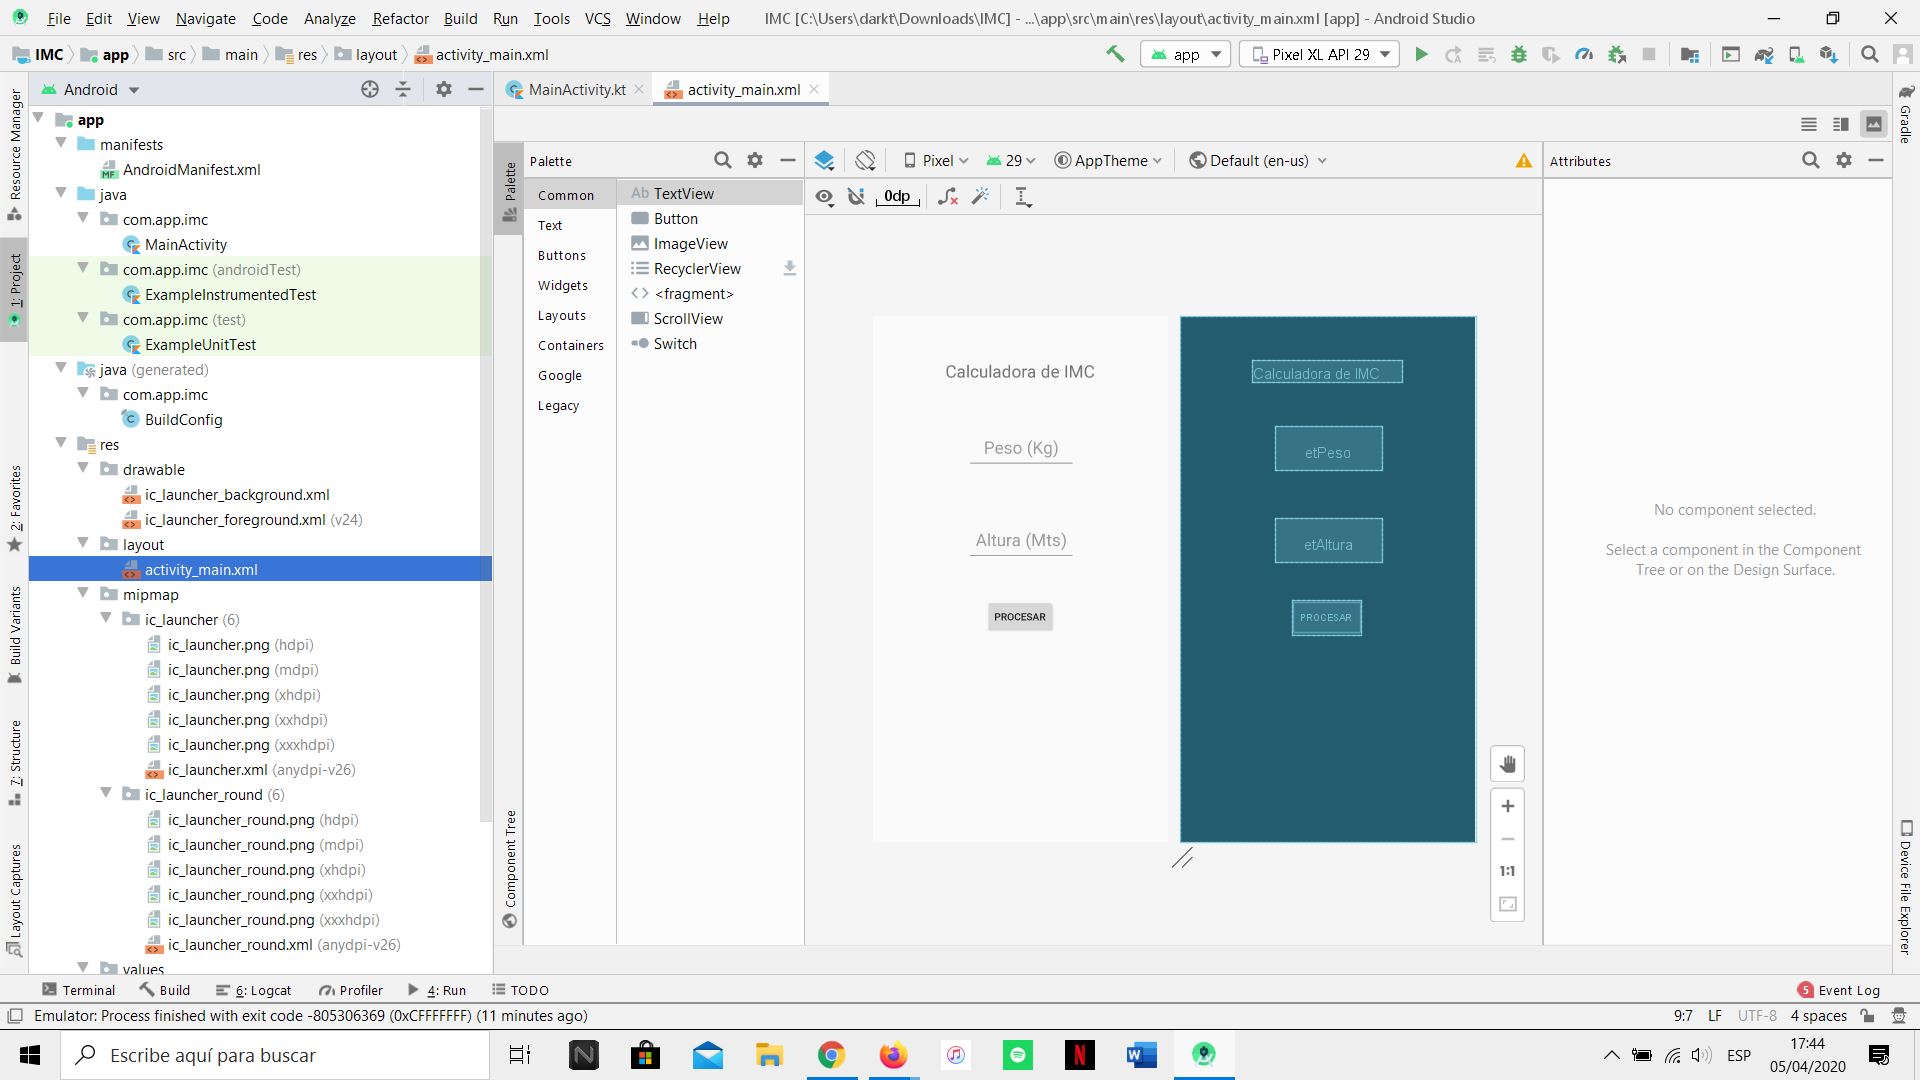 File Edit View Navigate Code Analyze Refactor Build Run Tools VCS Window Help IMC [C:\Users\darkt\Downloads\IMC] - ...\app\src\main\res\layout\activity_main.xml [app] - Android Studio
IMC app src main res layout activity_main.xml app Pixel XL API 29
Android
MainActivity.kt activity_main.xml
Resource Manager
1: Project
2: Favorites
Build Variants
7: Structure
Layout Captures
app
manifests
AndroidManifest.xml
java
com.app.imc
MainActivity
com.app.imc (androidTest)
ExampleInstrumentedTest
com.app.imc (test)
ExampleUnitTest
java (generated)
com.app.imc
BuildConfig
res
drawable
ic_launcher_background.xml
ic_launcher_foreground.xml (v24)
layout
activity_main.xml
mipmap
ic_launcher (6)
ic_launcher.png (hdpi)
ic_launcher.png (mdpi)
ic_launcher.png (xhdpi)
ic_launcher.png (xxhdpi)
ic_launcher.png (xxxhdpi)
ic_launcher.xml (anydpi-v26)
ic_launcher_round (6)
ic_launcher_round.png (hdpi)
ic_launcher_round.png (mdpi)
ic_launcher_round.png (xhdpi)
ic_launcher_round.png (xxhdpi)
ic_launcher_round.png (xxxhdpi)
ic_launcher_round.xml (anydpi-v26)
values
Palette
Component Tree
Palette
Common
Text
Buttons
Widgets
Layouts
Containers
Google
Legacy
Ab TextView
Button
ImageView
RecyclerView
<fragment>
ScrollView
Switch
Pixel 29 AppTheme Default (en-us)
0dp
Calculadora de IMC
Peso (Kg)
Altura (Mts)
PROCESAR
Calculadora de IMC
etPeso
etAltura
PROCESAR
1:1
Attributes
No component selected.
Select a component in the Component
Tree or on the Design Surface.
Gradle
Device File Explorer
Terminal Build 6: Logcat Profiler 4: Run TODO 5 Event Log
Emulator: Process finished with exit code -805306369 (0xCFFFFFFF) (11 minutes ago) 9:7 LF UTF-8 4 spaces
Escribe aquí para buscar
ESP
17:44
05/04/2020